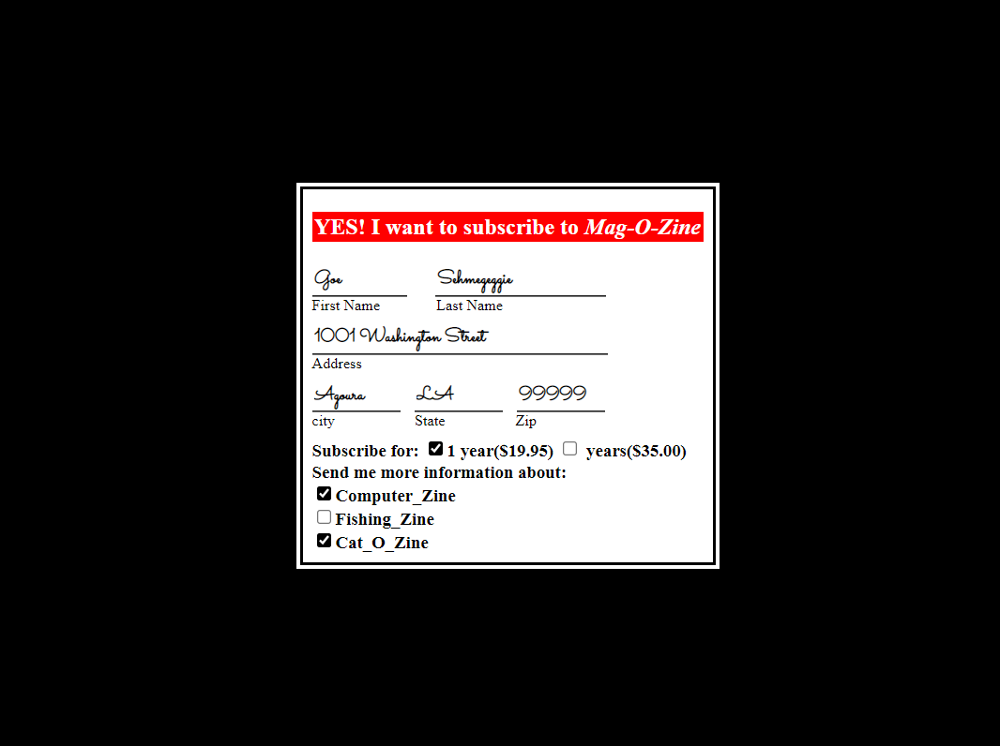 YES! I want to subscribe to Mag-O-Zine
Goe Sehmegeggie
First Name Last Name
1001 Washington Street
Address
Agoura LA 99999
city State Zip
Subscribe for: 1 year($19.95) years($35.00)
Send me more information about:
Computer_Zine
Fishing_Zine
Cat_O_Zine